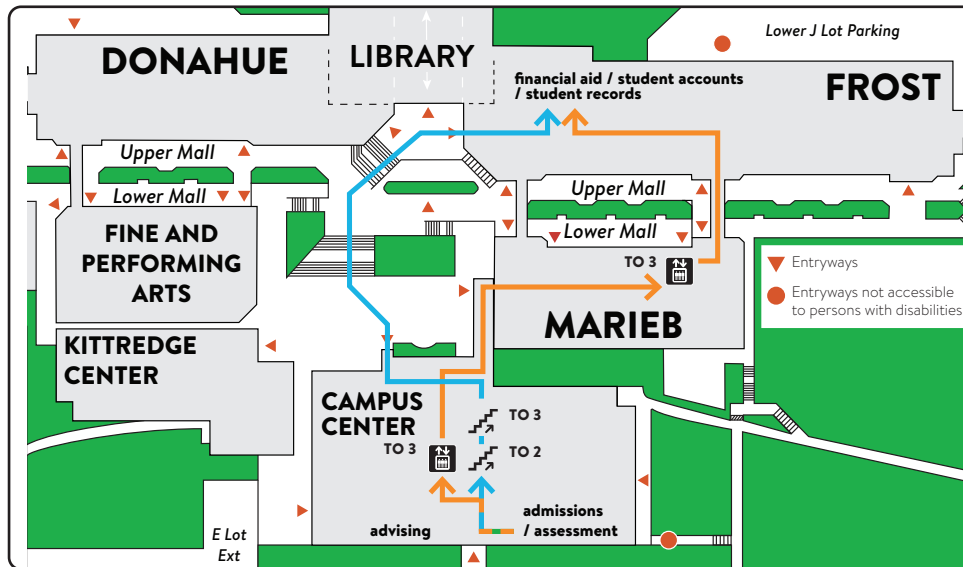 DONAHUE
LIBRARY
Lower J Lot Parking
financial aid / student accounts
/ student records
FROST
Upper Mall
Lower Mall
Upper Mall
Lower Mall
FINE AND
PERFORMING
ARTS
TO 3
MARIEB
Entryways
Entryways not accessible
to persons with disabilities
KITTREDGE
CENTER
CAMPUS
CENTER
TO 3
TO 3
TO 2
advising
admissions
/ assessment
E Lot
Ext